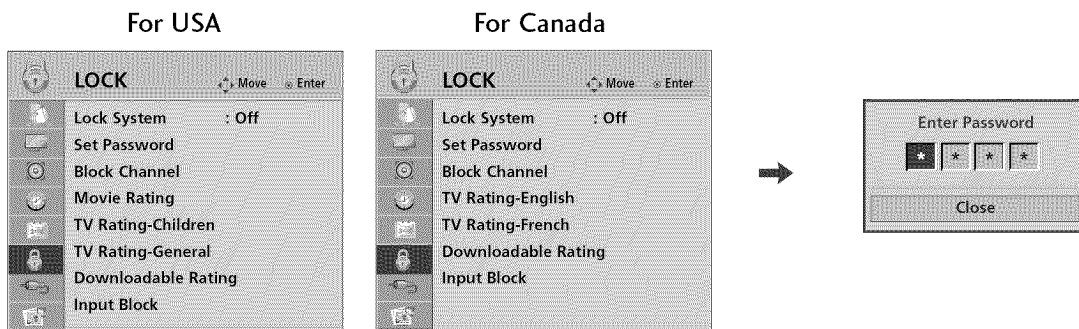 For USA
LOCK Move Enter
Lock System : Off
Set Password
Block Channel
Movie Rating
TV Rating-Children
TV Rating-General
Downloadable Rating
Input Block
For Canada
LOCK Move Enter
Lock System : Off
Set Password
Block Channel
TV Rating-English
TV Rating-French
Downloadable Rating
Input Block
Enter Password
* * * *
Close